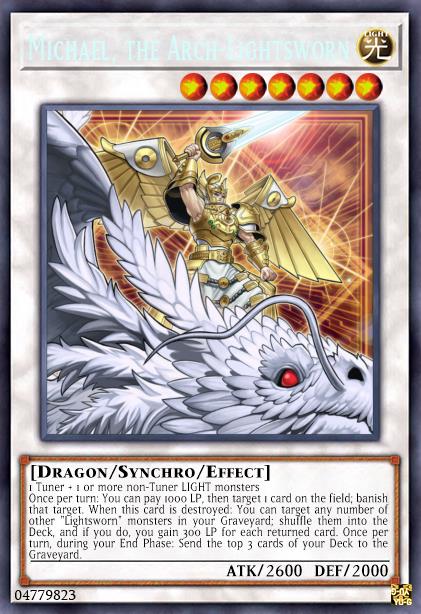 Michael, the Arch-Lightsworn
LIGHT
光
[Dragon/Synchro/Effect]
1 Tuner + 1 or more non-Tuner LIGHT monsters
Once per turn: You can pay 1000 LP, then target 1 card on the field; banish
that target. When this card is destroyed: You can target any number of
other "Lightsworn" monsters in your Graveyard; shuffle them into the
Deck, and if you do, you gain 300 LP for each returned card. Once per
turn, during your End Phase: Send the top 3 cards of your Deck to the
Graveyard.
ATK/2600 DEF/2000
04779823